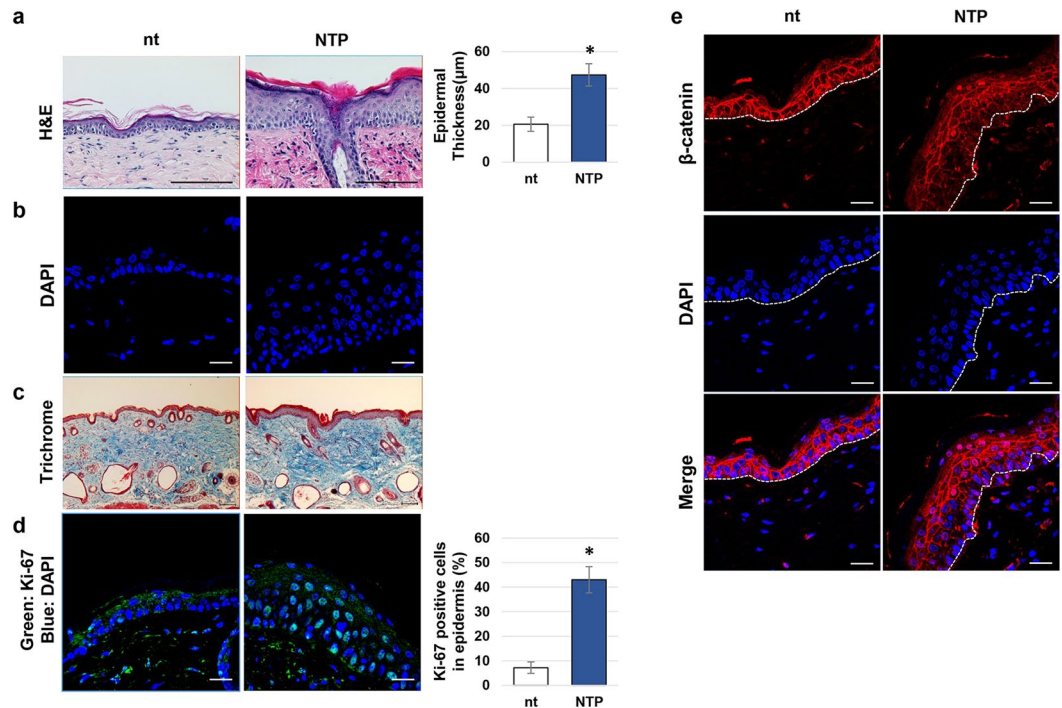 a
nt
NTP
H&E
Epidermal
Thickness(μm)
60
40
20
0
nt
NTP
*
b
DAPI
c
Trichrome
d
Green: Ki-67
Blue: DAPI
Ki-67 positive cells
in epidermis (%)
60
50
40
30
20
10
0
nt
NTP
*
e
nt
NTP
β-catenin
DAPI
Merge